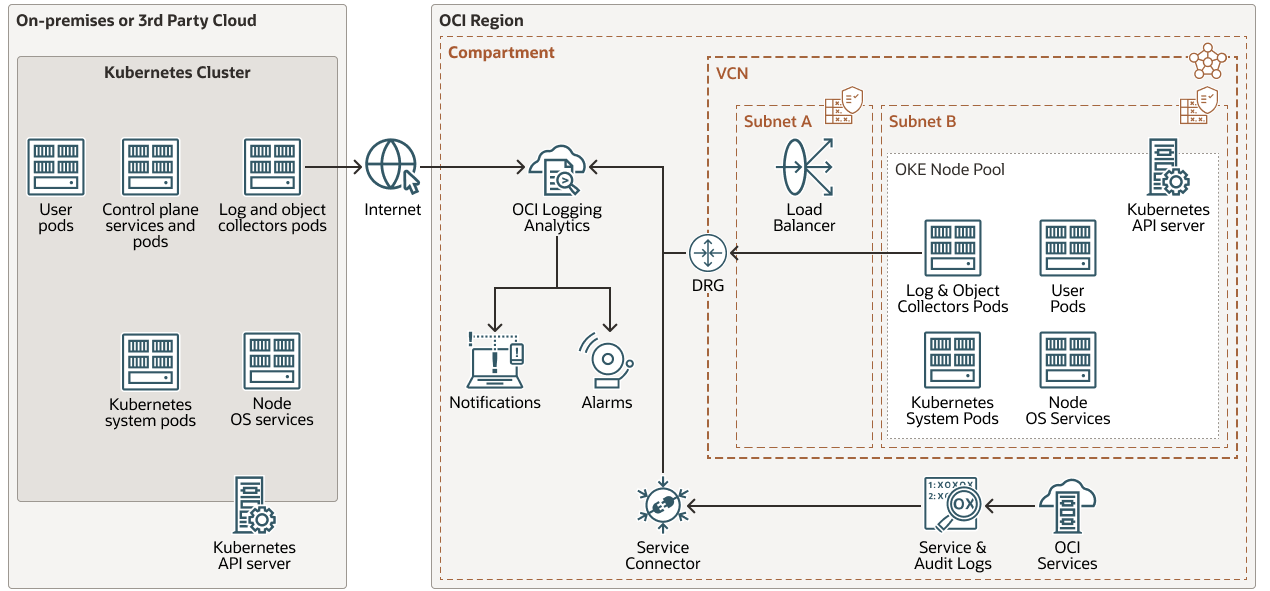 On-premises or 3rd Party Cloud
Kubernetes Cluster
User
pods
Control plane
services and
pods
Log and object
collectors pods
Kubernetes
system pods
Node
OS services
Kubernetes
API server
Internet
OCI Region
Compartment
OCI Logging
Analytics
Notifications
Alarms
VCN
Subnet A
Load
Balancer
DRG
Subnet B
OKE Node Pool
Kubernetes
API server
Log & Object
Collectors Pods
User
Pods
Kubernetes
System Pods
Node
OS Services
Service
Connector
1:XOXOX
2:X
OX
Service &
Audit Logs
OCI
Services